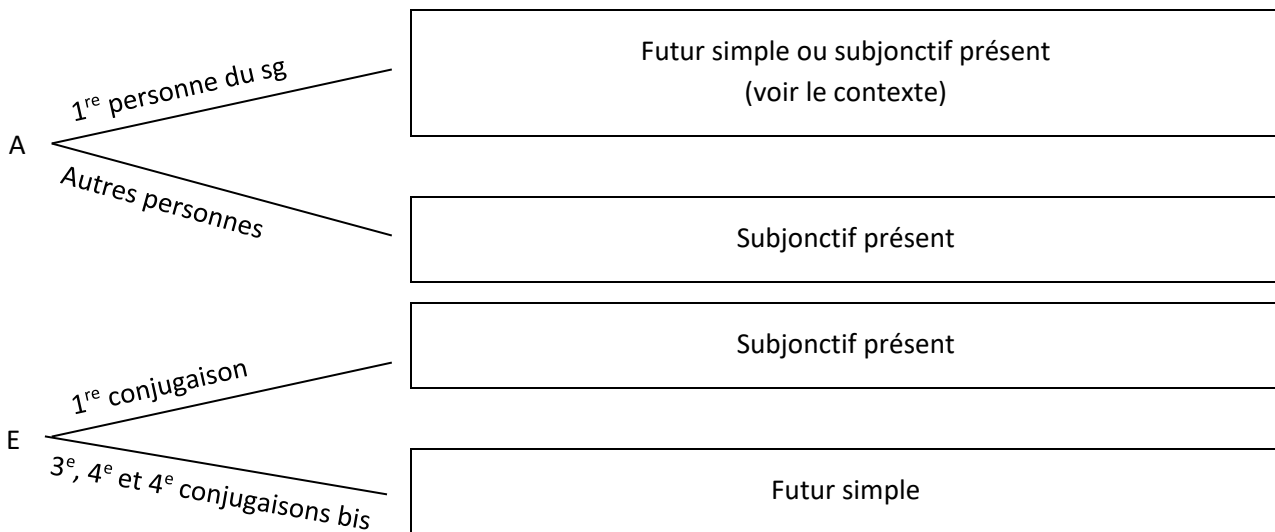 1re personne du sg
Futur simple ou subjonctif présent
(voir le contexte)
A
Autres personnes
Subjonctif présent
1re conjugaison
Subjonctif présent
E
3e, 4e et 4e conjugaisons bis
Futur simple